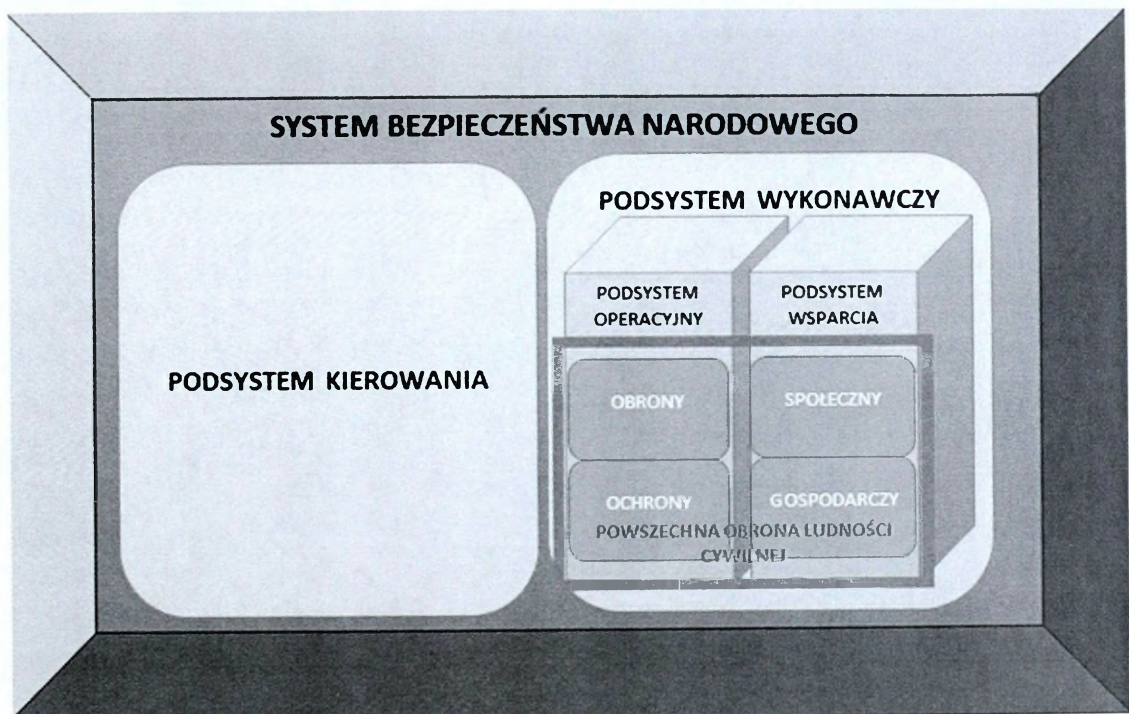 SYSTEM BEZPIECZEŃSTWA NARODOWEGO
PODSYSTEM KIEROWANIA
PODSYSTEM WYKONAWCZY
PODSYSTEM
OPERACYJNY
PODSYSTEM
WSPARCIA
OBRONY
SPOŁECZNY
OCHRONY
GOSPODARCZY
POWSZECHNA OBRONA LUDNOŚCI
CYWILNEJ